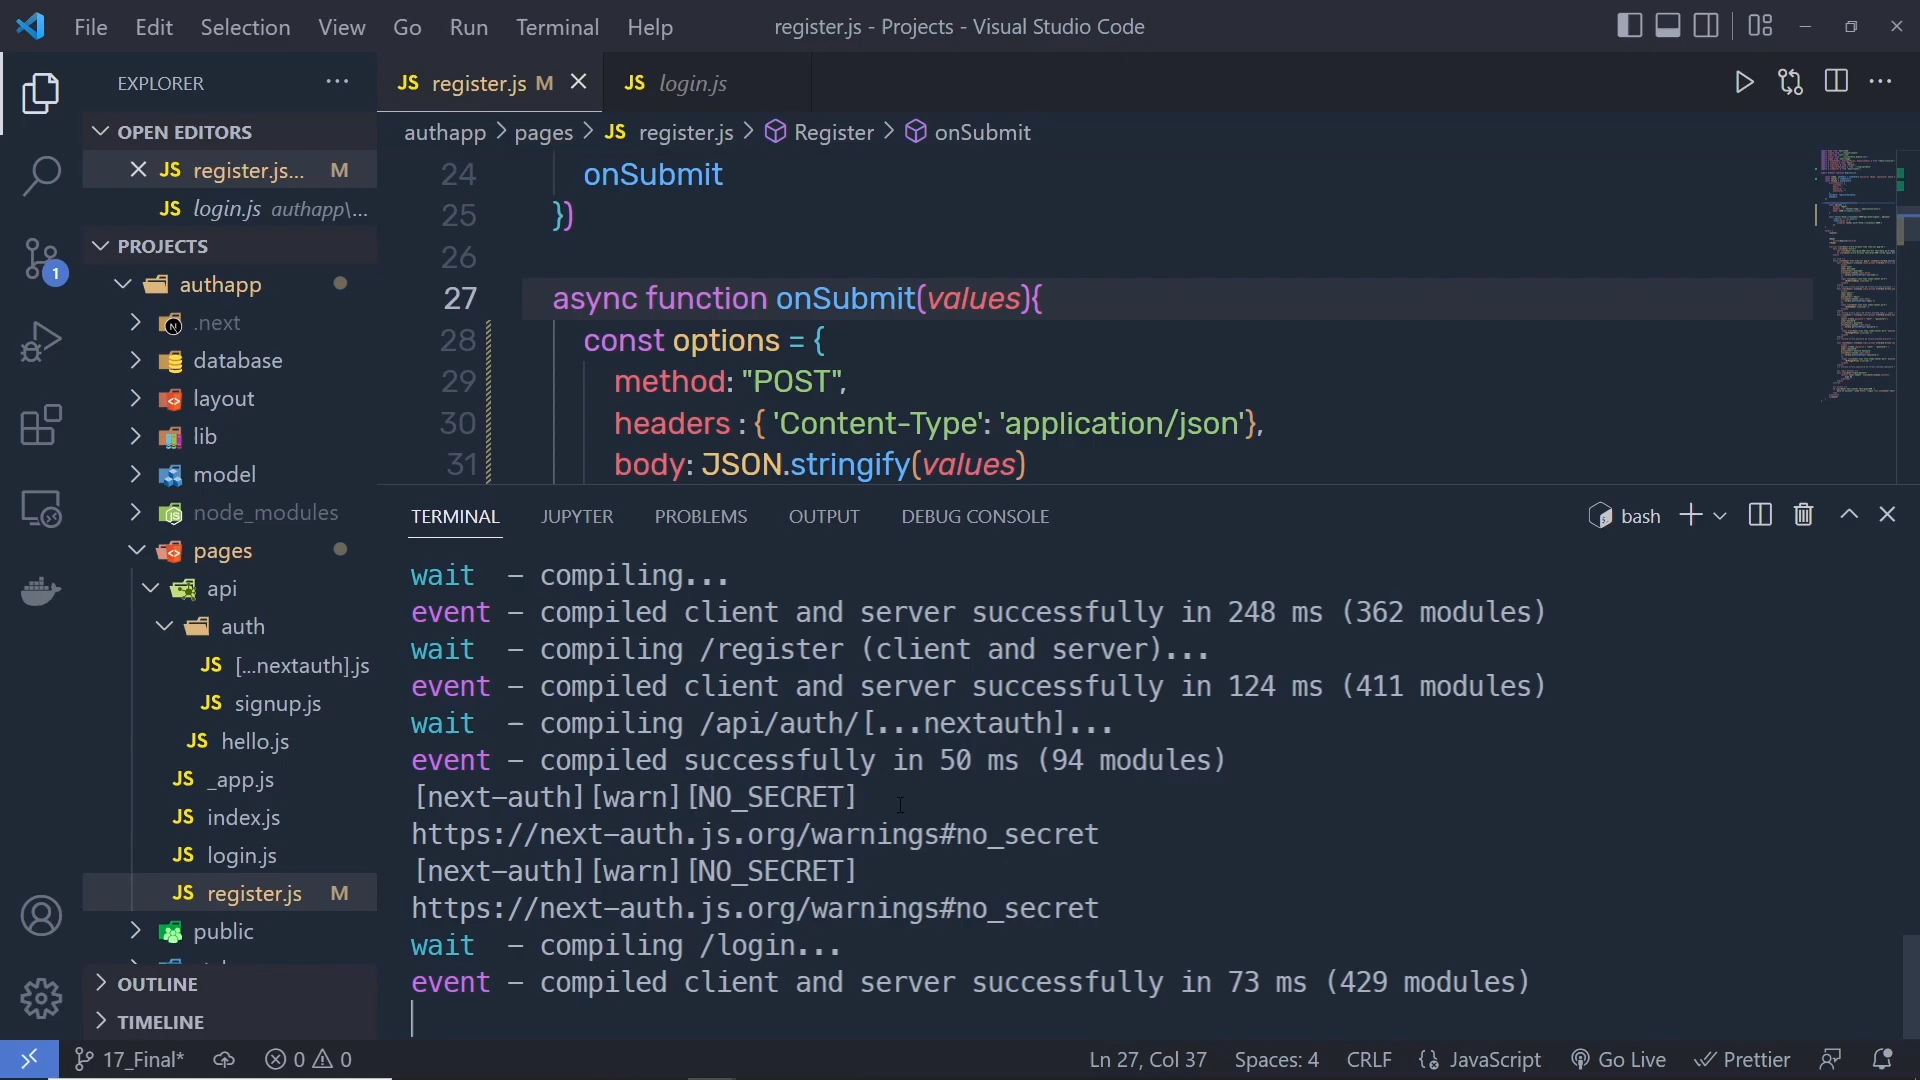 File Edit Selection View Go Run Terminal Help
register.js - Projects - Visual Studio Code
EXPLORER
OPEN EDITORS
JS register.js... M
JS login.js authapp\...
PROJECTS
authapp
.next
database
layout
lib
model
node_modules
pages
api
auth
JS [...nextauth].js
JS signup.js
JS hello.js
JS _app.js
JS index.js
JS login.js
JS register.js M
public
OUTLINE
TIMELINE
JS register.js M
JS login.js
authapp > pages > JS register.js > Register > onSubmit
24 onSubmit
25 })
26
27 async function onSubmit(values){
28 const options = {
29 method: "POST",
30 headers : { 'Content-Type': 'application/json'},
31 body: JSON.stringify(values)
TERMINAL JUPYTER PROBLEMS OUTPUT DEBUG CONSOLE
bash
wait – compiling...
event – compiled client and server successfully in 248 ms (362 modules)
wait – compiling /register (client and server)...
event – compiled client and server successfully in 124 ms (411 modules)
wait – compiling /api/auth/[...nextauth]...
event – compiled successfully in 50 ms (94 modules)
[next-auth][warn][NO_SECRET]
https://next-auth.js.org/warnings#no_secret
[next-auth][warn][NO_SECRET]
https://next-auth.js.org/warnings#no_secret
wait – compiling /login...
event – compiled client and server successfully in 73 ms (429 modules)
1
17_Final* 0 0 Ln 27, Col 37 Spaces: 4 CRLF JavaScript Go Live Prettier